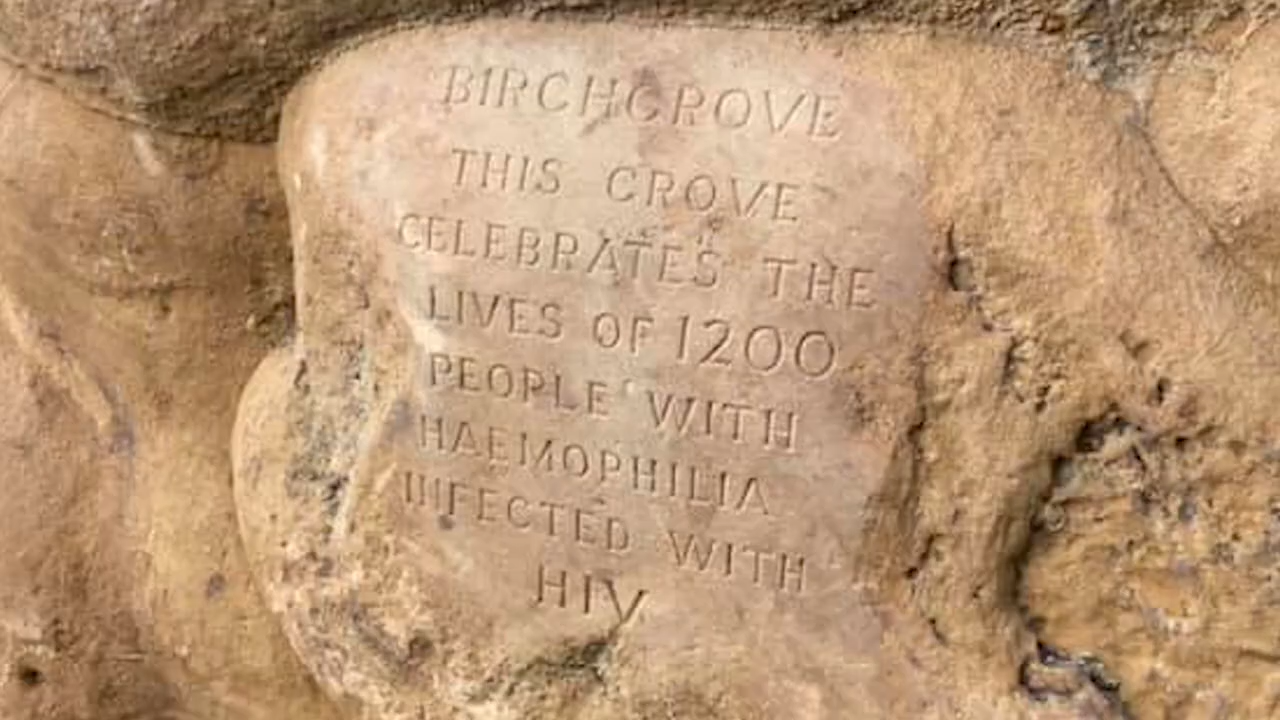 BIRCHGROVE
THIS GROVE
CELEBRATES THE
LIVES OF 1200
PEOPLE WITH
HAEMOPHILIA
INFECTED WITH
HIV